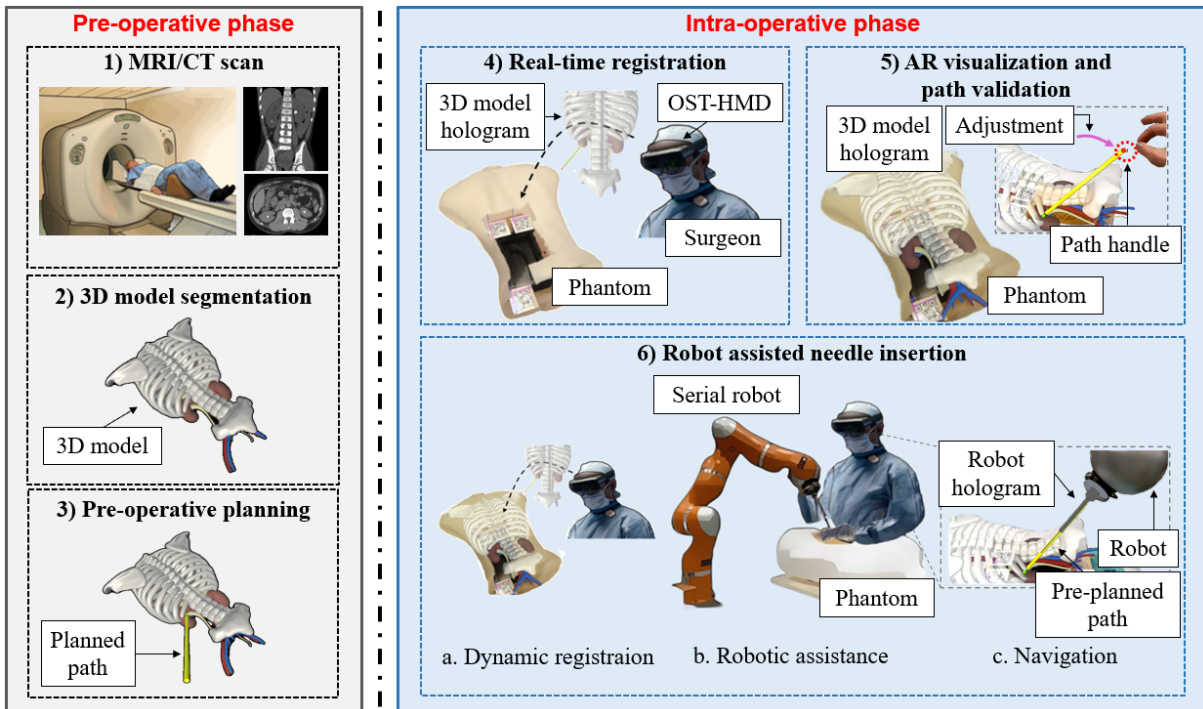 Pre-operative phase
1) MRI/CT scan
2) 3D model segmentation
3D model
3) Pre-operative planning
Planned
path
Intra-operative phase
4) Real-time registration
3D model
hologram
OST-HMD
Surgeon
Phantom
5) AR visualization and
path validation
3D model
hologram
Adjustment
Path handle
Phantom
6) Robot assisted needle insertion
Serial robot
Phantom
Robot
hologram
Robot
Pre-planned
path
a. Dynamic registraion
b. Robotic assistance
c. Navigation